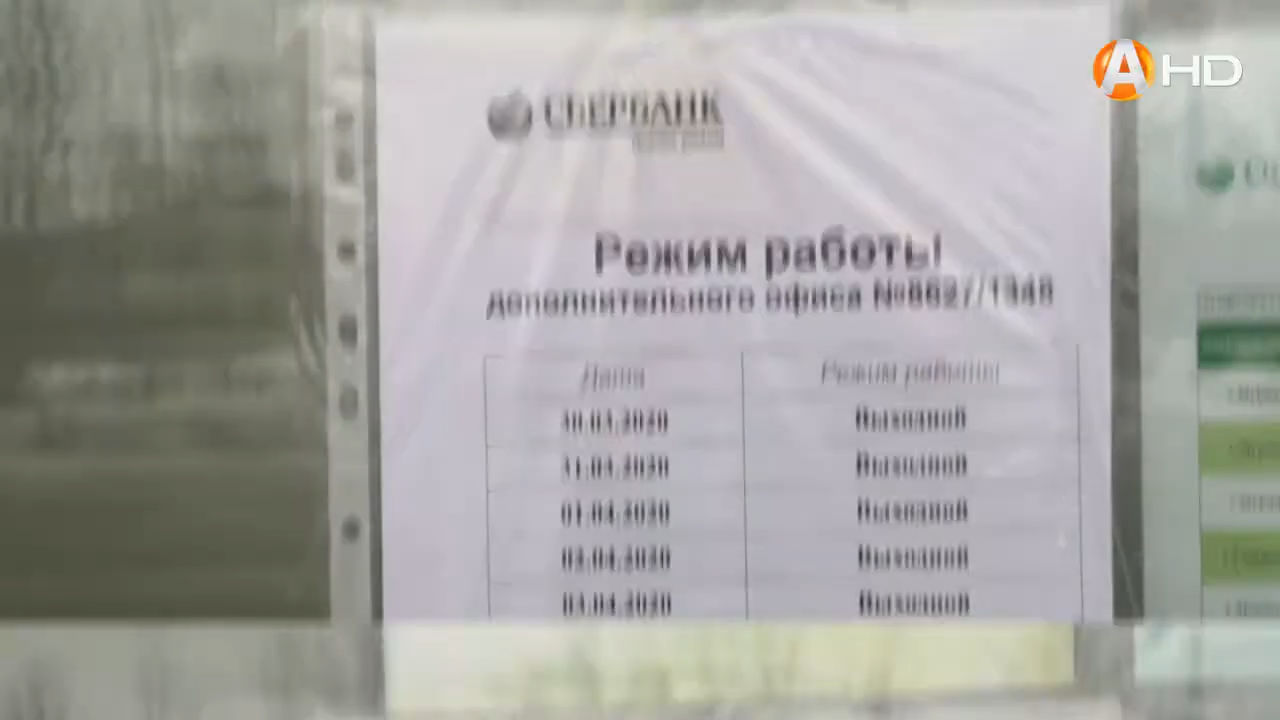 AHD
СБЕРБАНК
Режим работы
дополнительного офиса №8627/1348
Дата Режим работы
30.03.2020 Выходной
31.03.2020 Выходной
01.04.2020 Выходной
02.04.2020 Выходной
03.04.2020 Выходной